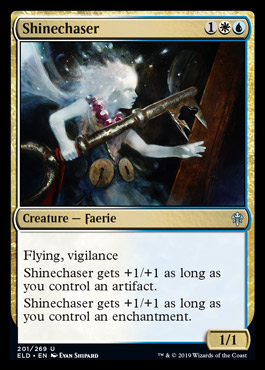 Shinechaser 1
Creature — Faerie
Flying, vigilance
Shinechaser gets +1/+1 as long as
you control an artifact.
Shinechaser gets +1/+1 as long as
you control an enchantment.
1/1
201/269 U
ELD • EN Evan Shipard
™ & © 2019 Wizards of the Coast